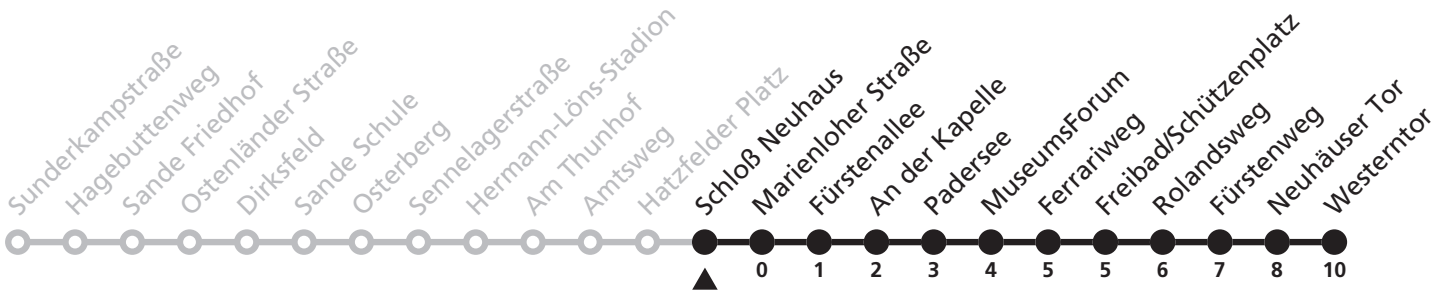 Sunderkampstraße
Hagebuttenweg
Sande Friedhof
Ostenländer Straße
Dirksfeld
Sande Schule
Osterberg
Sennelagerstraße
Hermann-Löns-Stadion
Am Thunhof
Amtsweg
Hatzfelder Platz
Schloß Neuhaus
Marienloher Straße
Fürstenallee
An der Kapelle
Padersee
MuseumsForum
Ferrariweg
Freibad/Schützenplatz
Rolandsweg
Fürstenweg
Neuhäuser Tor
Westerntor
0 1 2 3 4 5 5 6 7 8 10